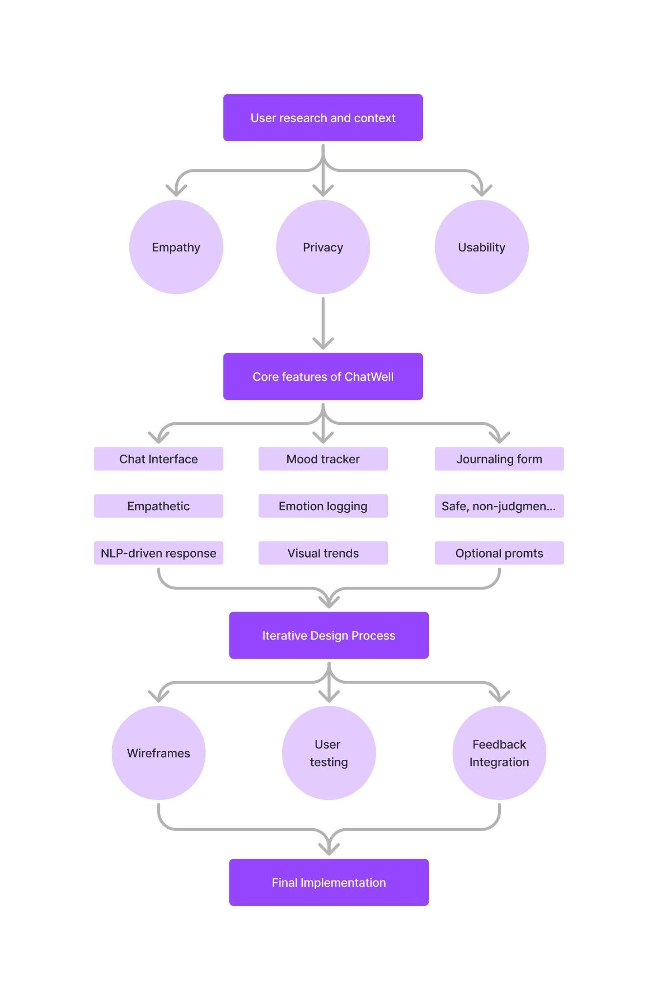 User research and context
Empathy
Privacy
Usability
Core features of ChatWell
Chat Interface
Mood tracker
Journaling form
Empathetic
Emotion logging
Safe, non-judgmen...
NLP-driven response
Visual trends
Optional promts
Iterative Design Process
Wireframes
User
testing
Feedback
Integration
Final Implementation